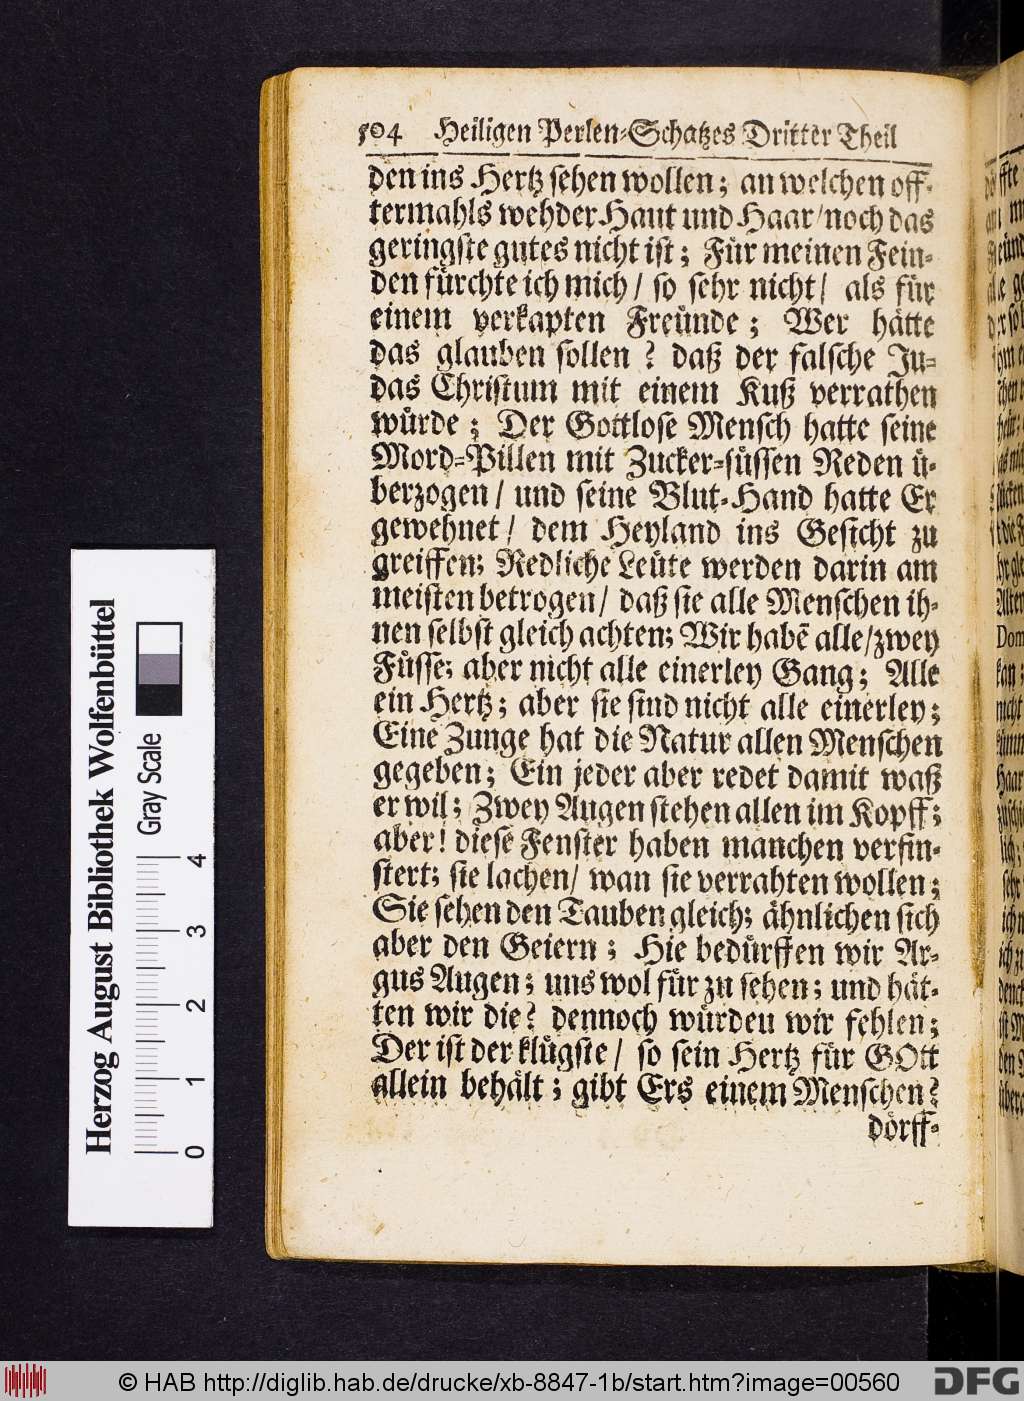 504 Heiligen Perlen-Schatzes Dritter Theil
den ins Hertz sehen wollen; an welchen off-
termahls wehder Haut und Haar/noch das
geringste gutes nicht ist; Für meinen Fein-
den fürchte ich mich/ so sehr nicht/ als für
einem verkapten Freünde; Wer hätte
das glauben sollen? daß der falsche Ju-
das Christum mit einem Kuß verrathen
würde; Der Gottlose Mensch hatte seine
Mord-Pillen mit Zucker-süssen Reden ü-
berzogen/ und seine Blut-Hand hatte Er
gewehnet/ dem Heyland ins Gesicht zu
greiffen; Redliche Leüte werden darin am
meisten betrogen/ daß sie alle Menschen ih-
nen selbst gleich achten; Wir habẽ alle/zwey
Füsse; aber nicht alle einerley Gang; Alle
ein Hertz; aber sie sind nicht alle einerley;
Eine Zunge hat die Natur allen Menschen
gegeben; Ein jeder aber redet damit waß
er wil; Zwey Augen stehen allen im Kopff;
aber! diese Fenster haben manchen verfin-
stert; sie lachen/ wan sie verrahten wollen;
Sie sehen den Tauben gleich; ähnlichen sich
aber den Geiern; Hie bedürffen wir Ar-
gus Augen; uns wol für zu sehen; und hät-
ten wir die? dennoch würden wir fehlen;
Der ist der klügste/ so sein Hertz für GOtt
allein behält; gibt Ers einem Menschen?
dörff-
Herzog August Bibliothek Wolfenbüttel
Gray Scale
0 1 2 3 4
© HAB http://diglib.hab.de/drucke/xb-8847-1b/start.htm?image=00560
DFG